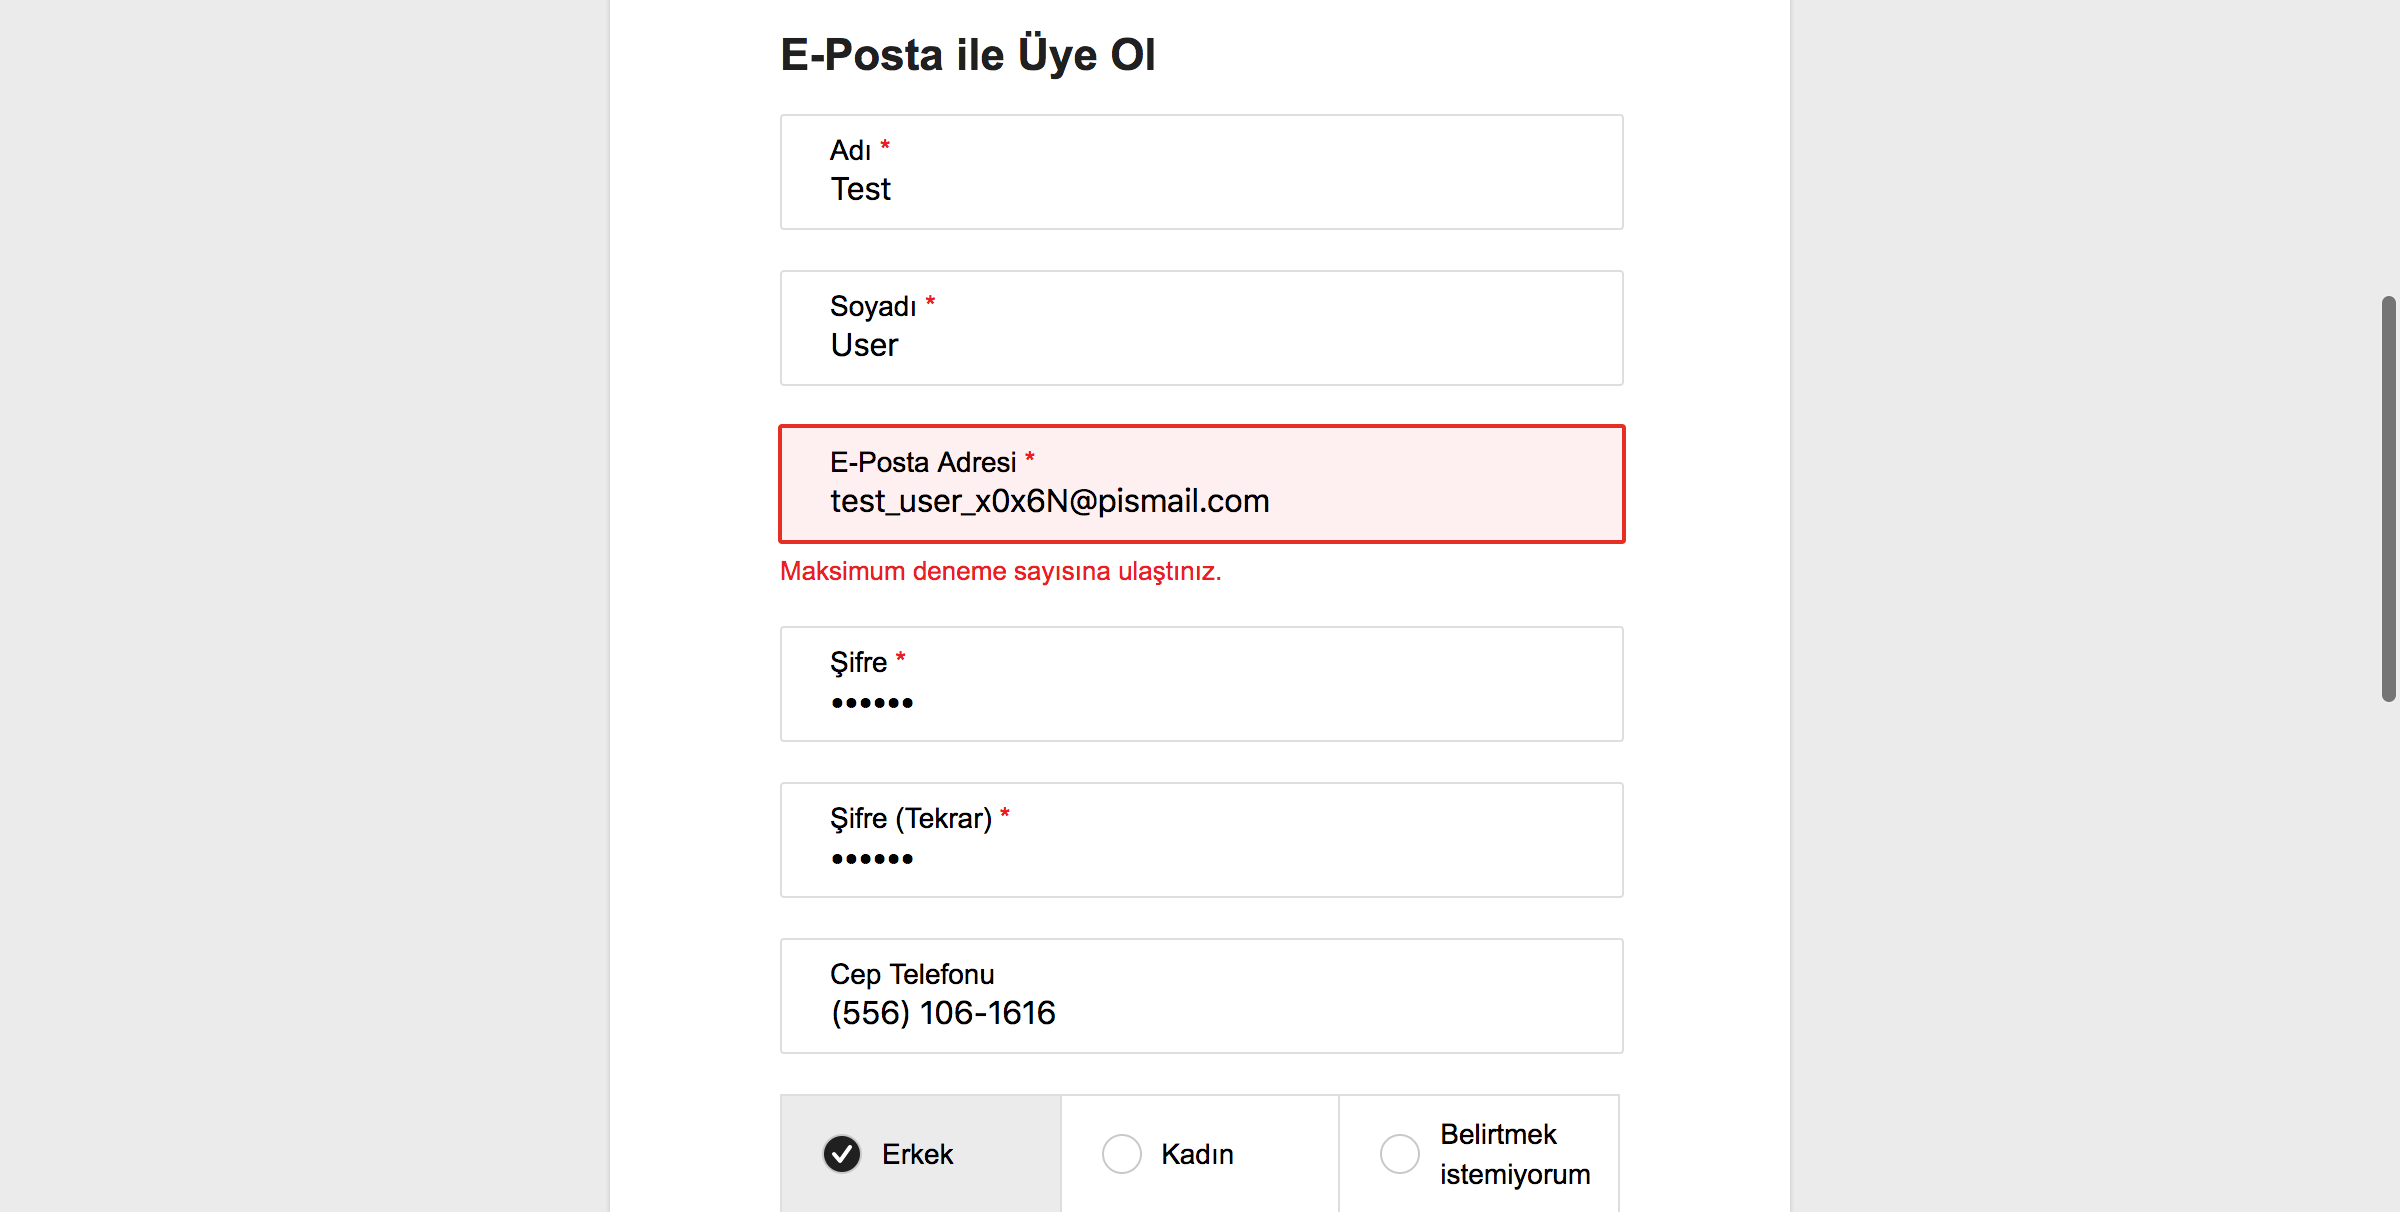 E-Posta ile Üye Ol
Adı *
Test
Soyadı *
User
E-Posta Adresi *
test_user_x0x6N@pismail.com
Maksimum deneme sayısına ulaştınız.
Şifre *
••••••
Şifre (Tekrar) *
••••••
Cep Telefonu
(556) 106-1616
Erkek
Kadın
Belirtmek
istemiyorum